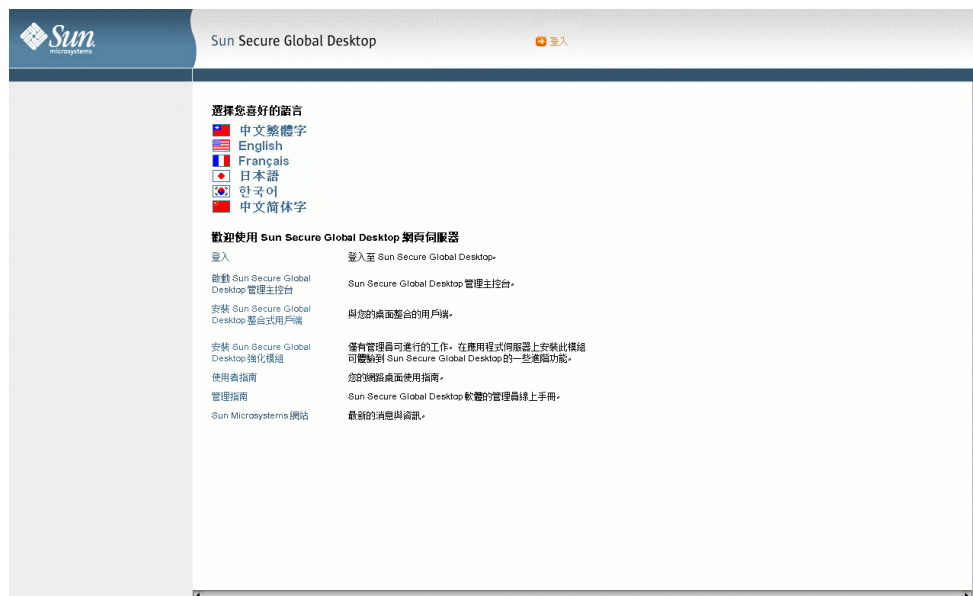 Sun
microsystems
Sun Secure Global Desktop
登入
選擇您喜好的語言
中文繁體字
English
Français
日本語
한국어
中文简体字
歡迎使用 Sun Secure Global Desktop 網頁伺服器
登入
登入至 Sun Secure Global Desktop。
啟動 Sun Secure Global
Desktop 管理主控台
Sun Secure Global Desktop 管理主控台。
安裝 Sun Secure Global
Desktop 整合式用戶端
與您的桌面整合的用戶端。
安裝 Sun Secure Global
Desktop 強化模組
僅有管理員可進行的工作。在應用程式伺服器上安裝此模組
可體驗到 Sun Secure Global Desktop 的一些進階功能。
使用者指南
您的網路桌面使用指南。
管理指南
Sun Secure Global Desktop 軟體的管理員線上手冊。
Sun Microsystems 網站
最新的消息與資訊。